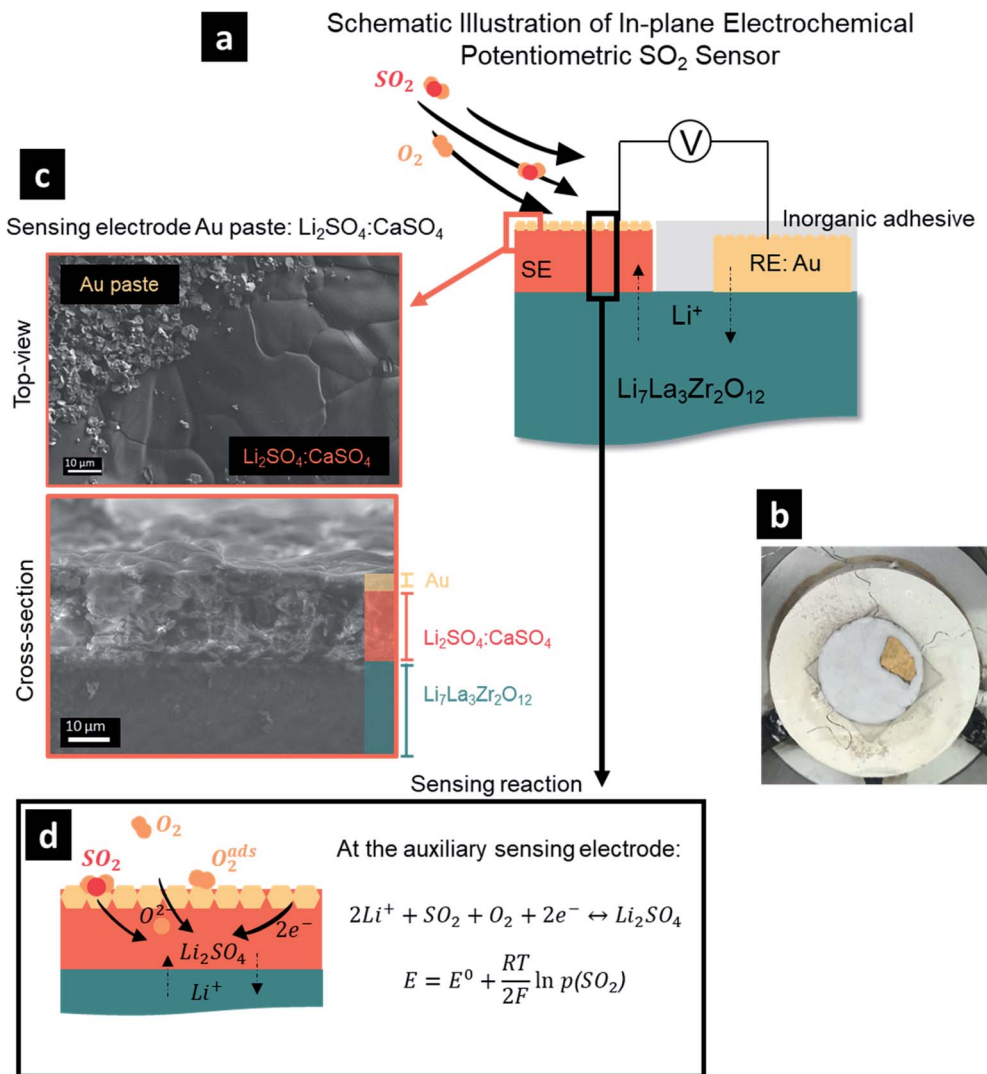 a
Schematic Illustration of In-plane Electrochemical
Potentiometric SO₂ Sensor
SO₂
O₂
V
Inorganic adhesive
SE
RE: Au
Li⁺
Li₇La₃Zr₂O₁₂
c
Sensing electrode Au paste: Li₂SO₄:CaSO₄
Top-view
Au paste
Li₂SO₄:CaSO₄
10 µm
Cross-section
Au
Li₂SO₄:CaSO₄
Li₇La₃Zr₂O₁₂
10 µm
b
Sensing reaction
d
O₂
SO₂
O₂ᵃᵈˢ
O²⁻
2e⁻
Li₂SO₄
Li⁺
At the auxiliary sensing electrode:
2Li⁺ + SO₂ + O₂ + 2e⁻ ↔ Li₂SO₄
E = E⁰ + RT/2F ln p(SO₂)